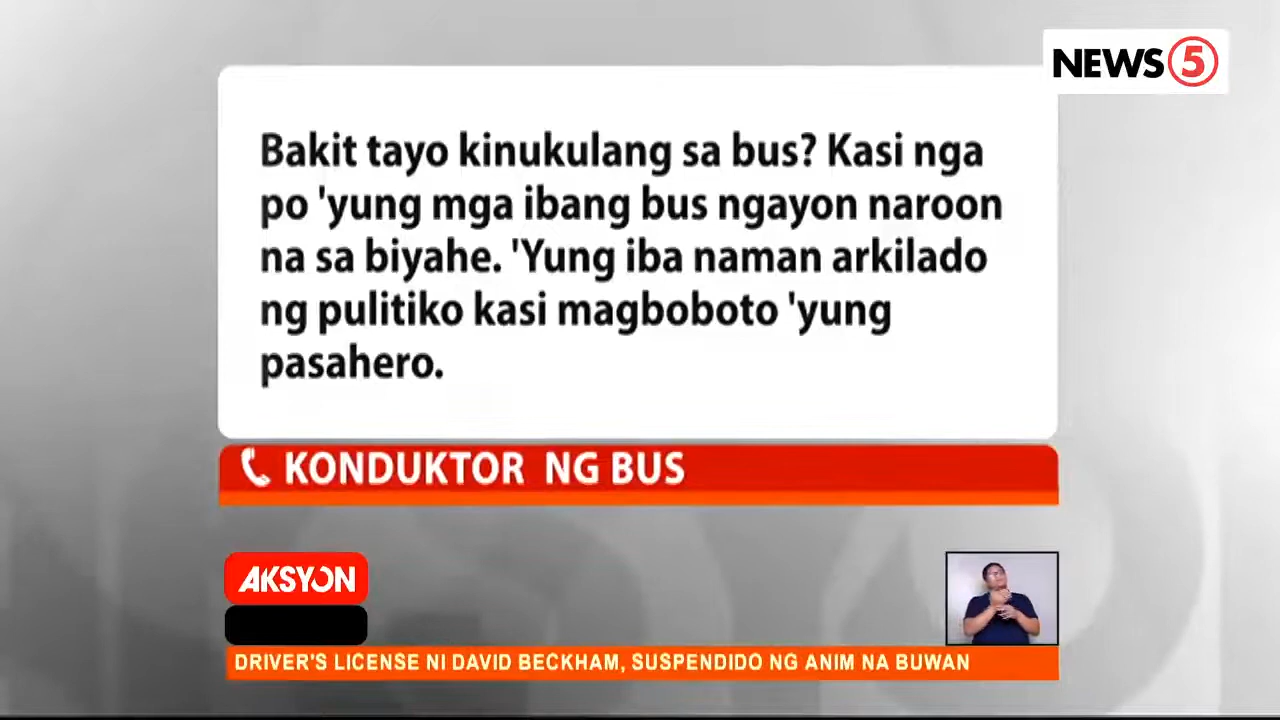 NEWS 5
Bakit tayo kinukulang sa bus? Kasi nga
po 'yung mga ibang bus ngayon naroon
na sa biyahe. 'Yung iba naman arkilado
ng pulitiko kasi magboboto 'yung
pasahero.
KONDUKTOR NG BUS
AKSYON
DRIVER'S LICENSE NI DAVID BECKHAM, SUSPENDIDO NG ANIM NA BUWAN